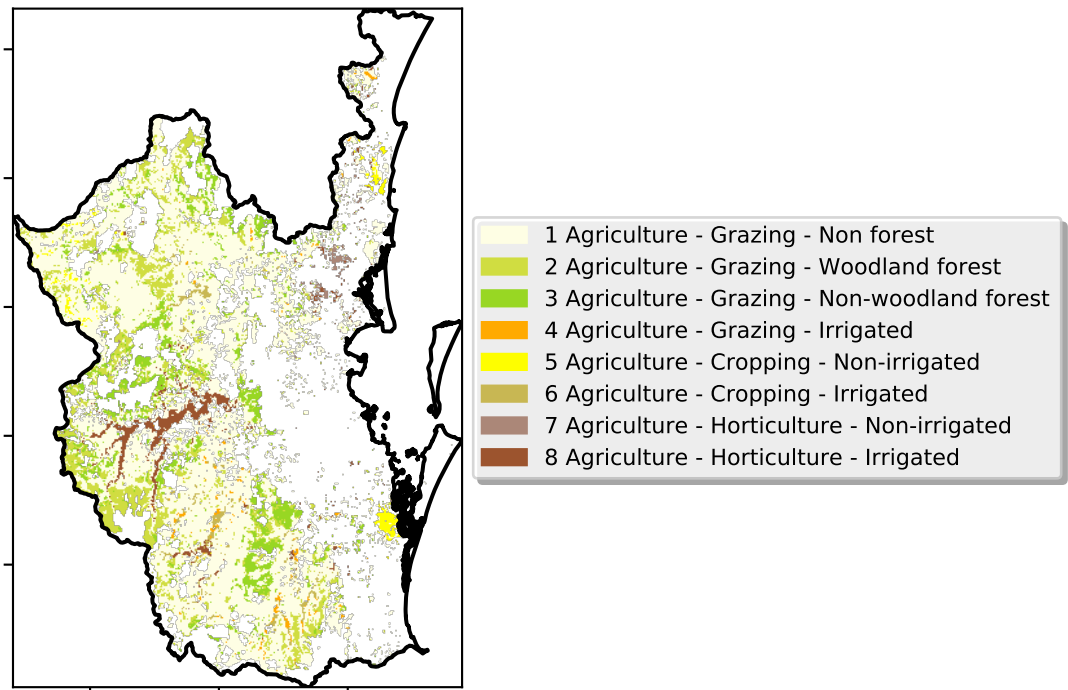 1 Agriculture - Grazing - Non forest
2 Agriculture - Grazing - Woodland forest
3 Agriculture - Grazing - Non-woodland forest
4 Agriculture - Grazing - Irrigated
5 Agriculture - Cropping - Non-irrigated
6 Agriculture - Cropping - Irrigated
7 Agriculture - Horticulture - Non-irrigated
8 Agriculture - Horticulture - Irrigated